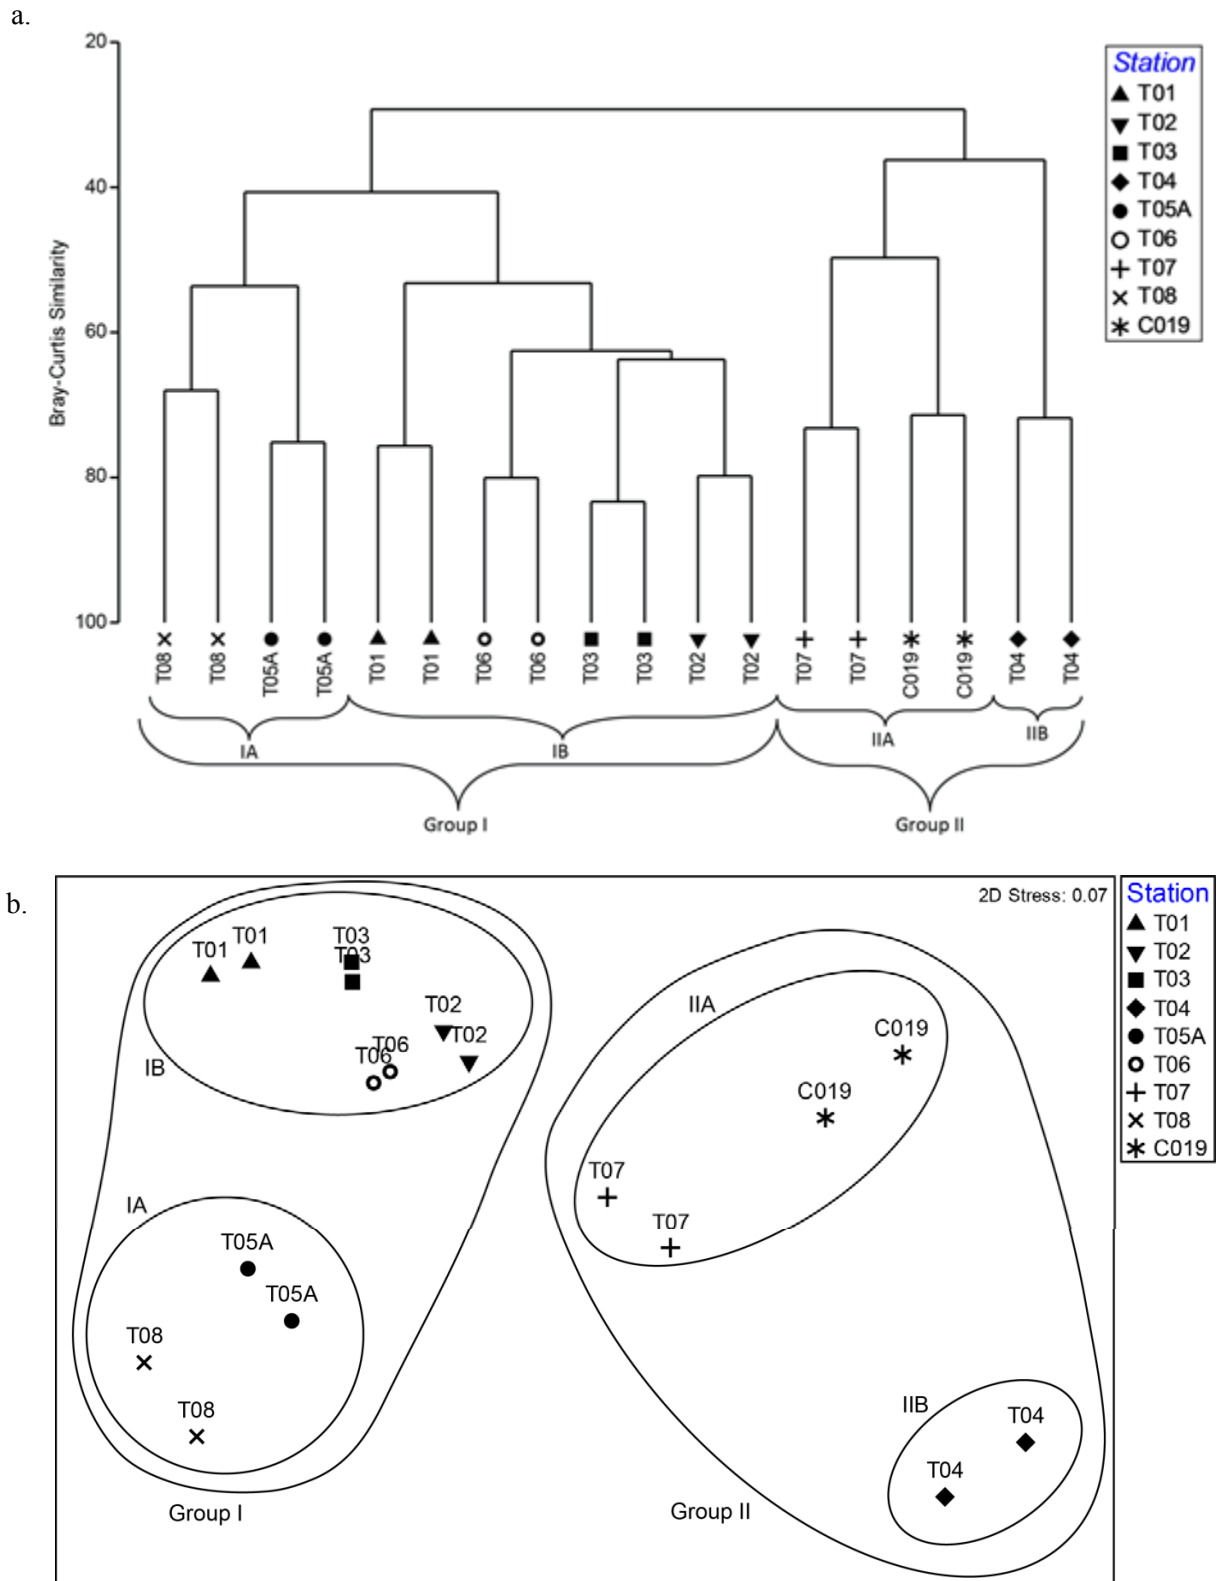 a.
20
40
60
80
100
Bray-Curtis Similarity
Station
T01
T02
T03
T04
T05A
T06
T07
T08
C019
T08
T08
T05A
T05A
T01
T01
T06
T06
T03
T03
T02
T02
T07
T07
C019
C019
T04
T04
IA
IB
IIA
IIB
Group I
Group II
b.
2D Stress: 0.07
Station
T01
T02
T03
T04
T05A
T06
T07
T08
C019
T01
T01
T03
T03
T02
T02
T06
T06
IB
IIA
C019
C019
T07
T07
IA
T05A
T05A
T08
T08
IIB
T04
T04
Group I
Group II